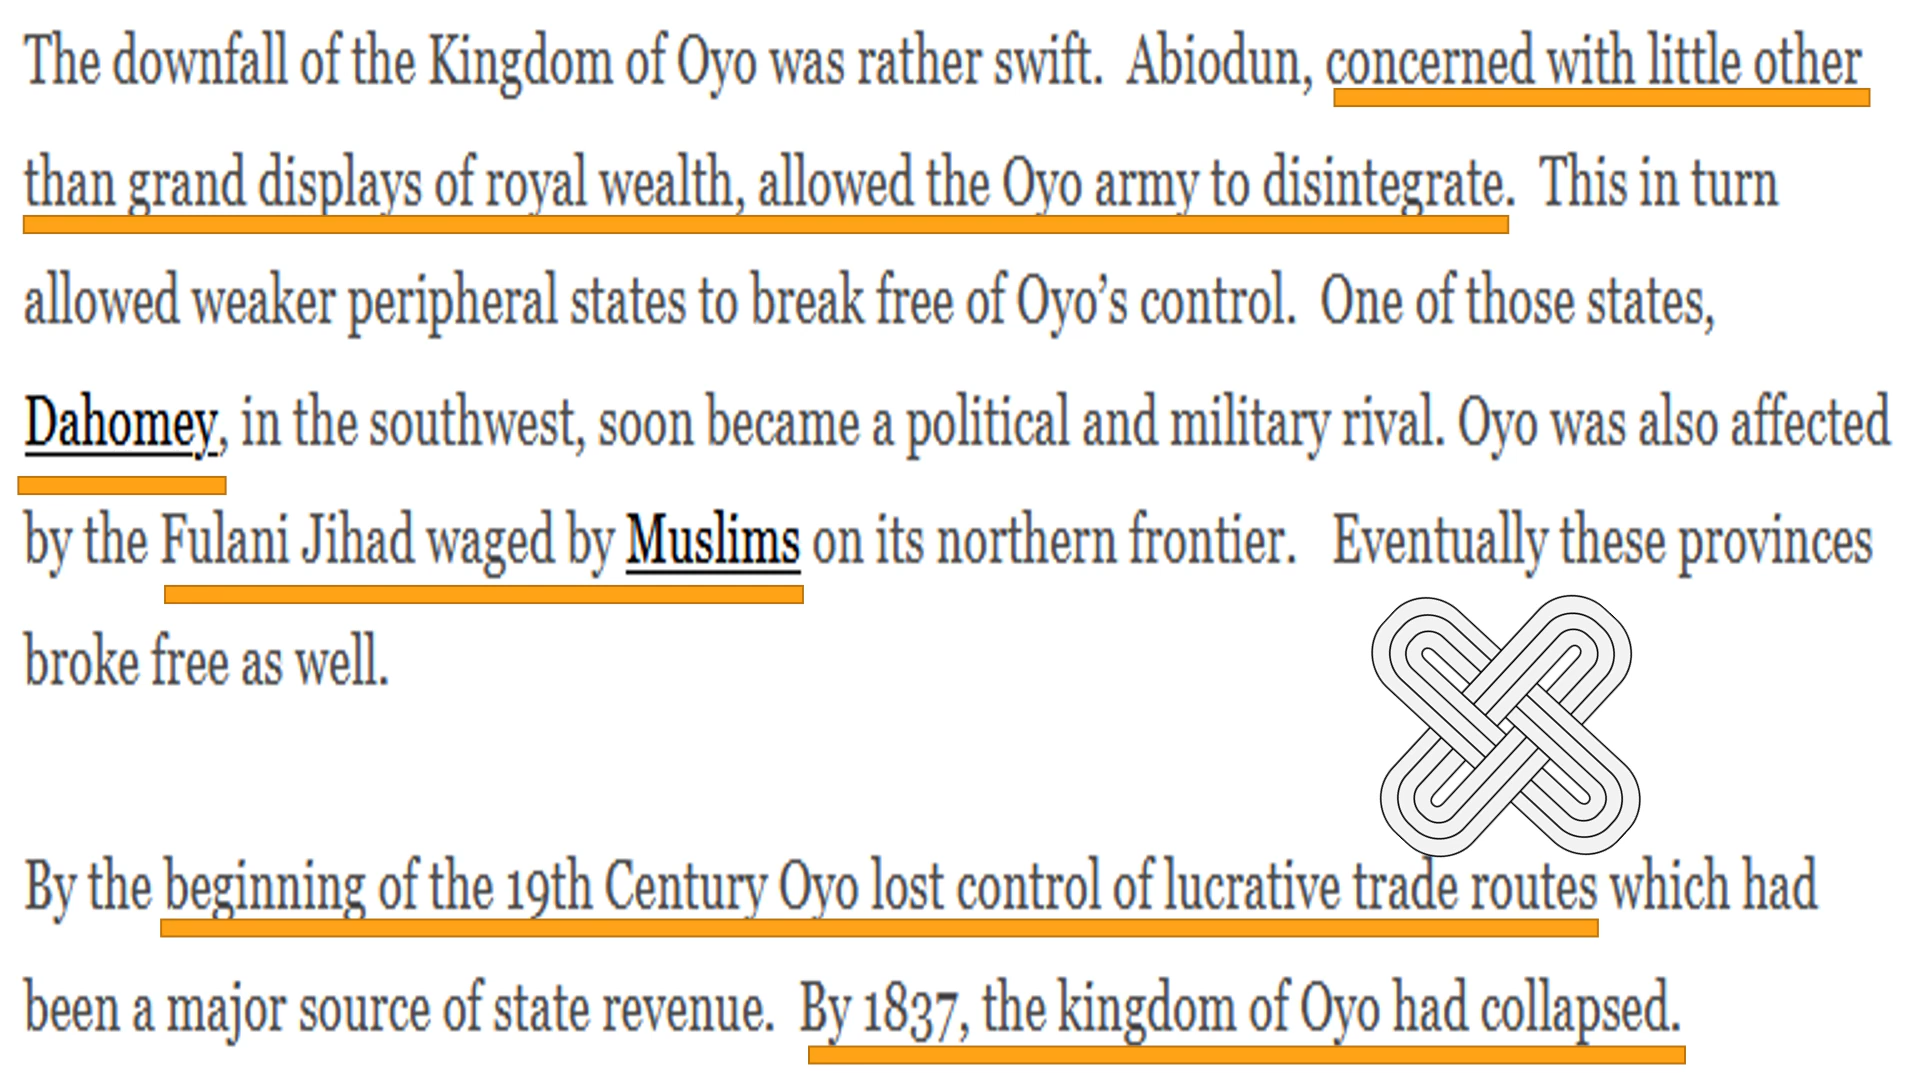 The downfall of the Kingdom of Oyo was rather swift.  Abiodun, concerned with little other
than grand displays of royal wealth, allowed the Oyo army to disintegrate.  This in turn
allowed weaker peripheral states to break free of Oyo’s control.  One of those states,
Dahomey, in the southwest, soon became a political and military rival. Oyo was also affected
by the Fulani Jihad waged by Muslims on its northern frontier.   Eventually these provinces
broke free as well.
By the beginning of the 19th Century Oyo lost control of lucrative trade routes which had
been a major source of state revenue.  By 1837, the kingdom of Oyo had collapsed.